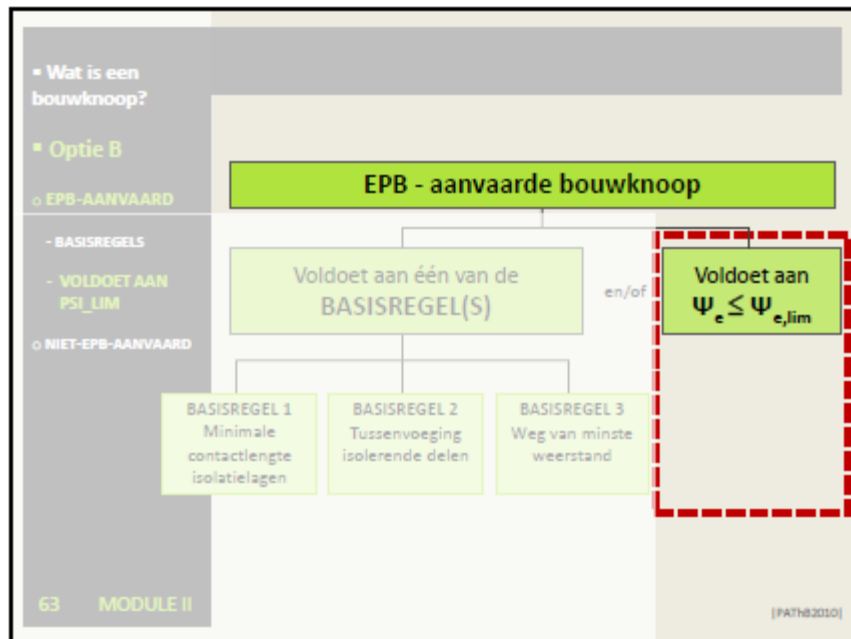 ▪ Wat is een
bouwknoop?
▪ Optie B
o EPB-AANVAARD
- BASISREGELS
- VOLDOET AAN
PSI_LIM
o NIET-EPB-AANVAARD
EPB - aanvaarde bouwknoop
Voldoet aan één van de
BASISREGEL(S)
en/of
Voldoet aan
Ψe ≤ Ψe,lim
BASISREGEL 1
Minimale
contactlengte
isolatielagen
BASISREGEL 2
Tussenvoeging
isolerende delen
BASISREGEL 3
Weg van minste
weerstand
63 MODULE II
|PATHB2010|